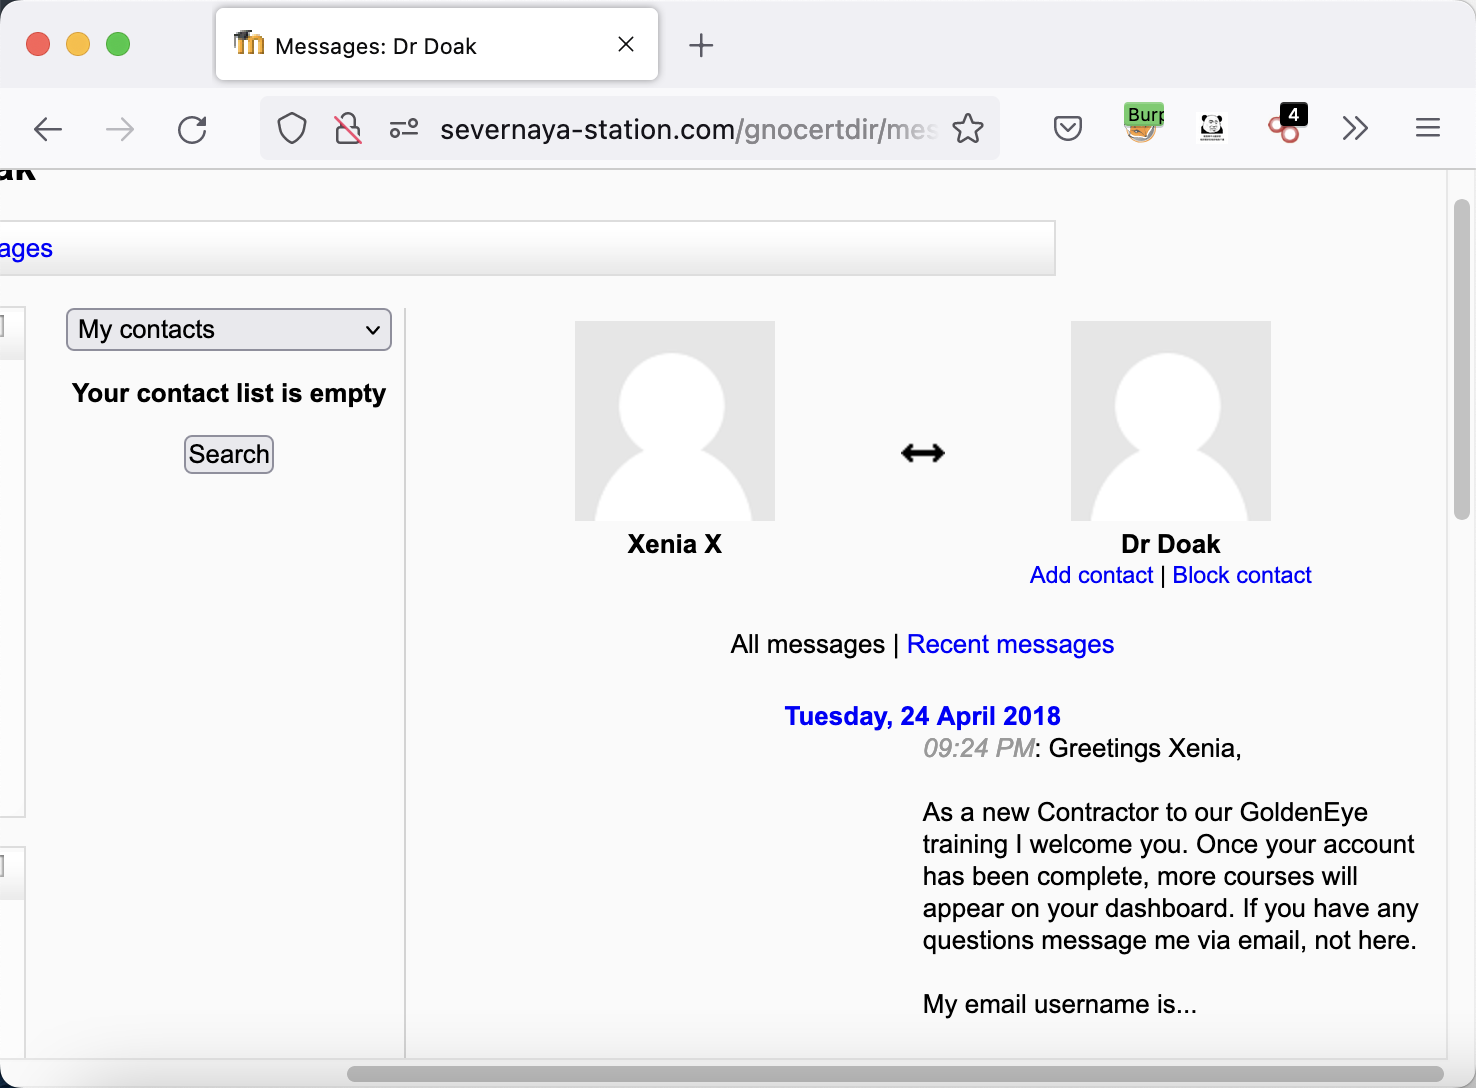 Messages: Dr Doak
severnaya-station.com/gnocertdir/mes
Burp
4
ak
ages
My contacts
Your contact list is empty
Search
Xenia X
Dr Doak
Add contact | Block contact
All messages | Recent messages
Tuesday, 24 April 2018
09:24 PM: Greetings Xenia,
As a new Contractor to our GoldenEye
training I welcome you. Once your account
has been complete, more courses will
appear on your dashboard. If you have any
questions message me via email, not here.
My email username is...